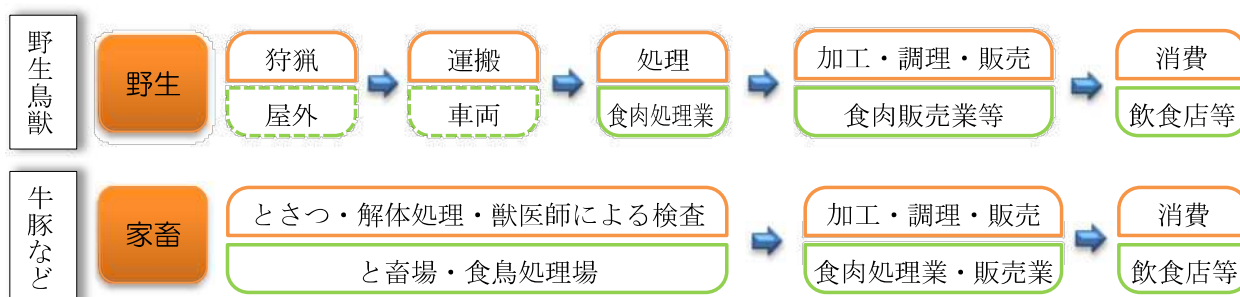 野生鳥獣
野生
狩猟
屋外
運搬
車両
処理
食肉処理業
加工・調理・販売
食肉販売業等
消費
飲食店等
牛豚など
家畜
とさつ・解体処理・獣医師による検査
と畜場・食鳥処理場
加工・調理・販売
食肉処理業・販売業
消費
飲食店等